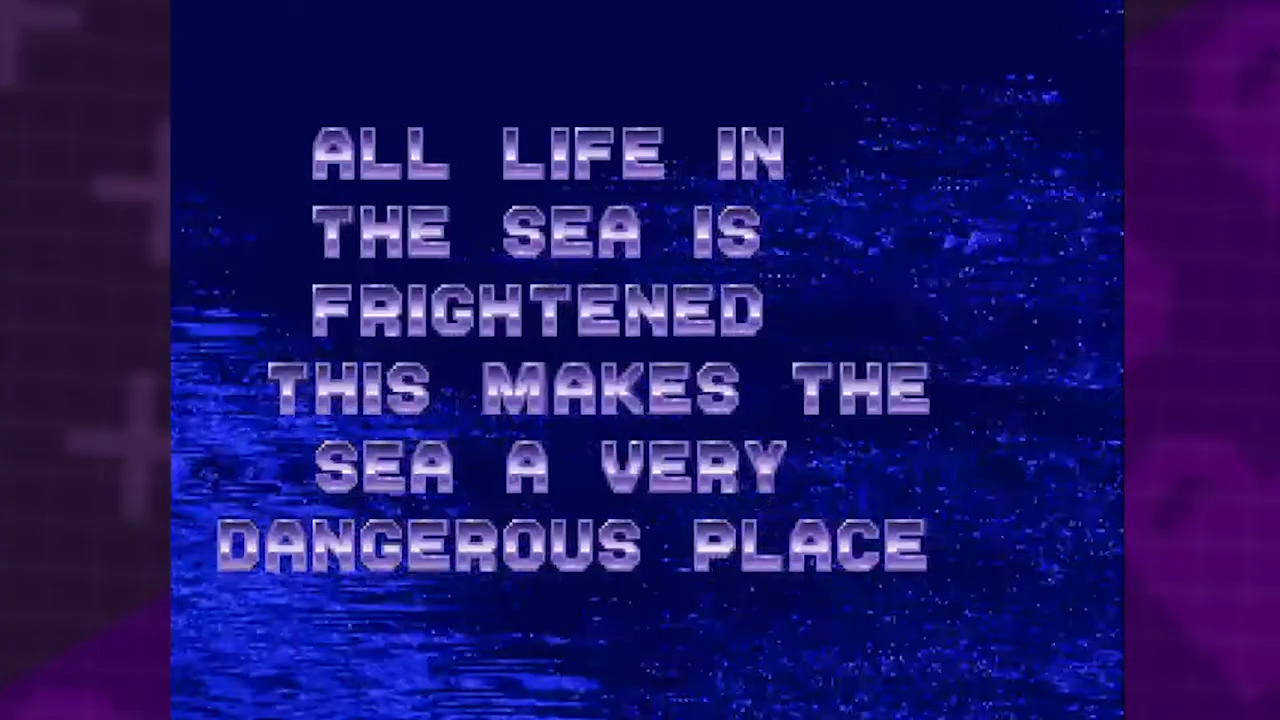 ALL LIFE IN
THE SEA IS
FRIGHTENED
THIS MAKES THE
SEA A VERY
DANGEROUS PLACE